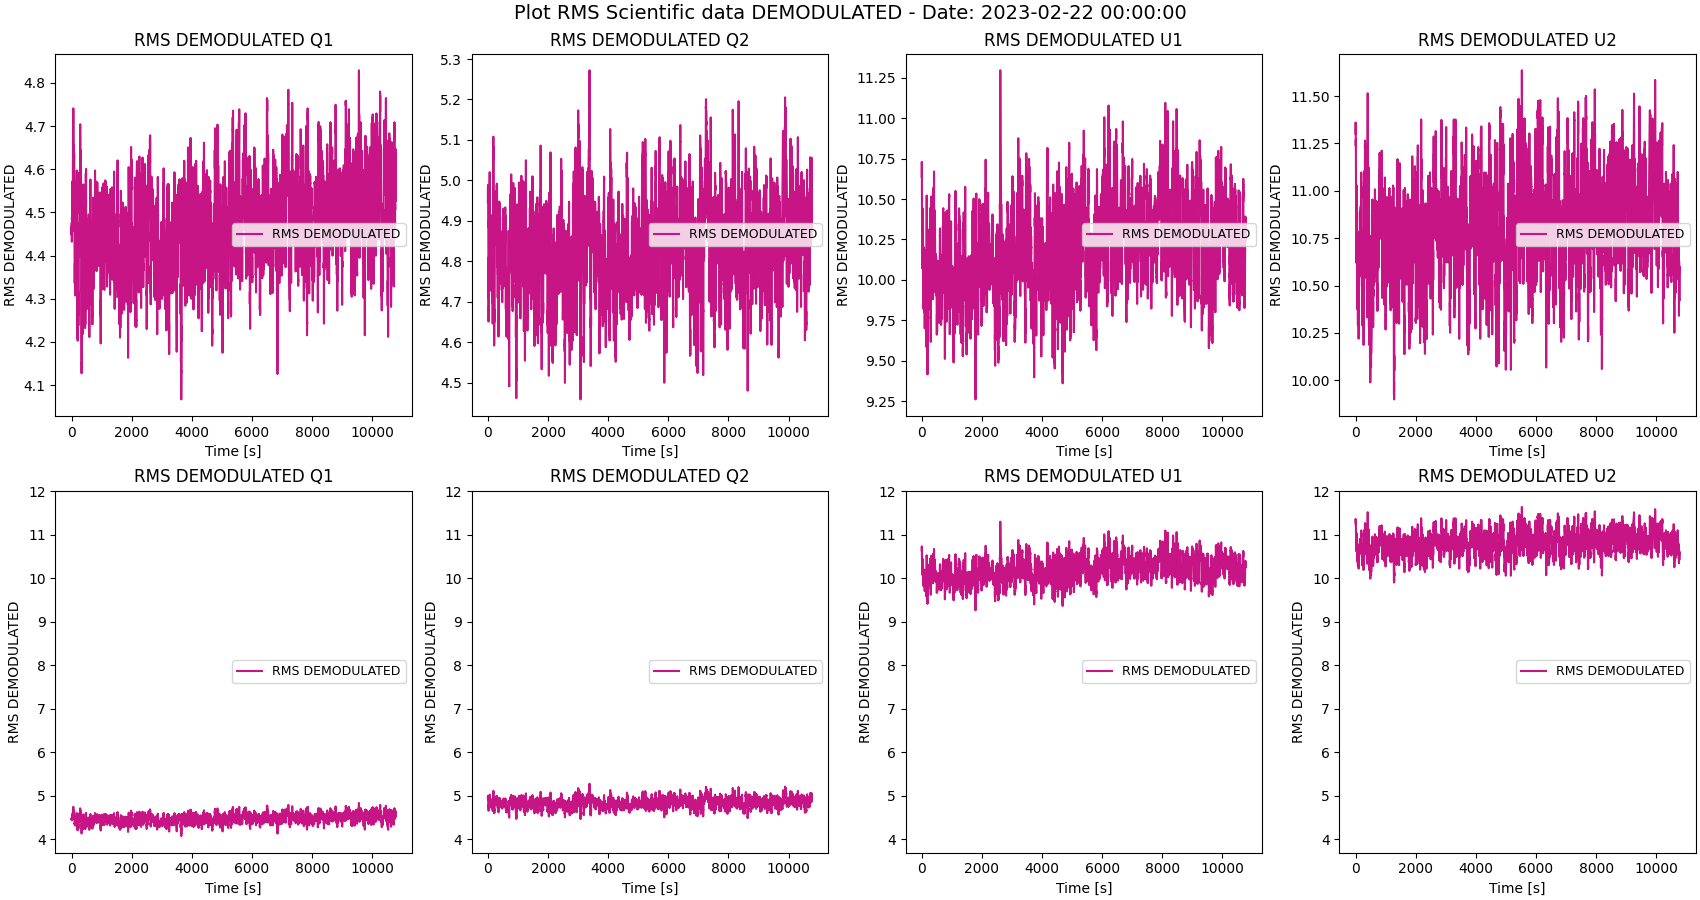 Plot RMS Scientific data DEMODULATED - Date: 2023-02-22 00:00:00
RMS DEMODULATED Q1
RMS DEMODULATED
4.8
4.7
4.6
4.5
4.4
4.3
4.2
4.1
RMS DEMODULATED
0 2000 4000 6000 8000 10000
Time [s]
RMS DEMODULATED Q2
RMS DEMODULATED
5.3
5.2
5.1
5.0
4.9
4.8
4.7
4.6
4.5
RMS DEMODULATED
0 2000 4000 6000 8000 10000
Time [s]
RMS DEMODULATED U1
RMS DEMODULATED
11.25
11.00
10.75
10.50
10.25
10.00
9.75
9.50
9.25
RMS DEMODULATED
0 2000 4000 6000 8000 10000
Time [s]
RMS DEMODULATED U2
RMS DEMODULATED
11.50
11.25
11.00
10.75
10.50
10.25
10.00
RMS DEMODULATED
0 2000 4000 6000 8000 10000
Time [s]
RMS DEMODULATED Q1
RMS DEMODULATED
12
11
10
9
8
7
6
5
4
RMS DEMODULATED
0 2000 4000 6000 8000 10000
Time [s]
RMS DEMODULATED Q2
RMS DEMODULATED
12
11
10
9
8
7
6
5
4
RMS DEMODULATED
0 2000 4000 6000 8000 10000
Time [s]
RMS DEMODULATED U1
RMS DEMODULATED
12
11
10
9
8
7
6
5
4
RMS DEMODULATED
0 2000 4000 6000 8000 10000
Time [s]
RMS DEMODULATED U2
RMS DEMODULATED
12
11
10
9
8
7
6
5
4
RMS DEMODULATED
0 2000 4000 6000 8000 10000
Time [s]